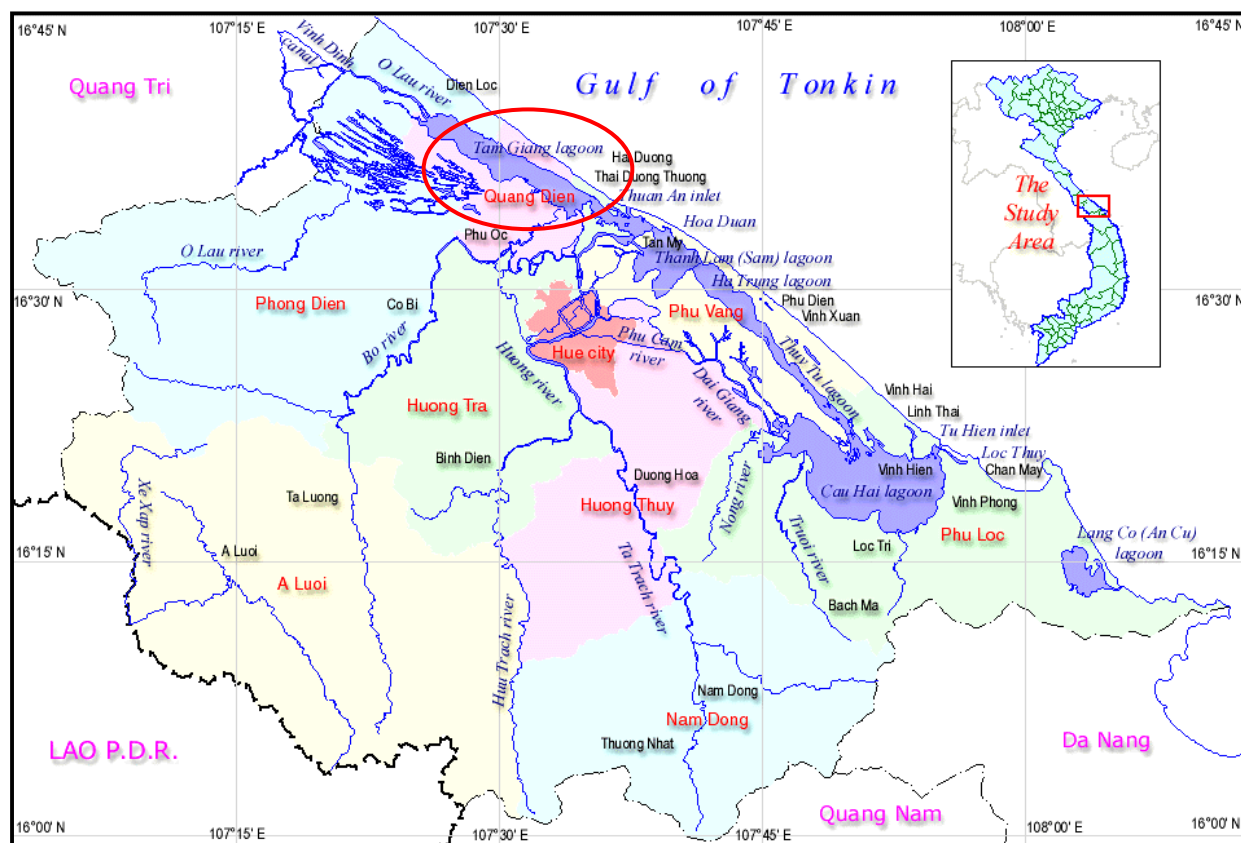 16°45' N
107°15' E
107°30' E
107°45' E
108°00' E
16°45' N
Vinh Dinh
canal
Quang Tri
O Lau river
Dien Loc
Gulf of Tonkin
Tam Giang lagoon
Hai Duong
Thai Duong Thuong
Quang Dien
Thuan An inlet
Hoa Duan
The
Study
Area
Phu Oc
Tan My
O Lau river
Thanh Lam (Sam) lagoon
Ha Trung lagoon
16°30' N
16°30' N
Phong Dien
Co Bi
Phu Vang
Phu Dien
Vinh Xuan
Bo river
Hue city
Phu Cam
river
Huong river
Dai Giang
river
Thuy Tu lagoon
Huong Tra
Vinh Hai
Linh Thai
Tu Hien inlet
Binh Dien
Loc Thuy
Chan May
Duong Hoa
Vinh Hien
Xe Xap river
Ta Luong
Cau Hai lagoon
Huong Thuy
Nong river
Vinh Phong
Truoi river
Phu Loc
Lang Co (An Cu)
lagoon
A Luoi
Loc Tri
16°15' N
16°15' N
A Luoi
Ta Trach river
Bach Ma
Huu Trach river
Nam Dong
Nam Dong
LAO P.D.R.
Thuong Nhat
Da Nang
Quang Nam
16°00' N
107°15' E
107°30' E
107°45' E
108°00' E
16°00' N